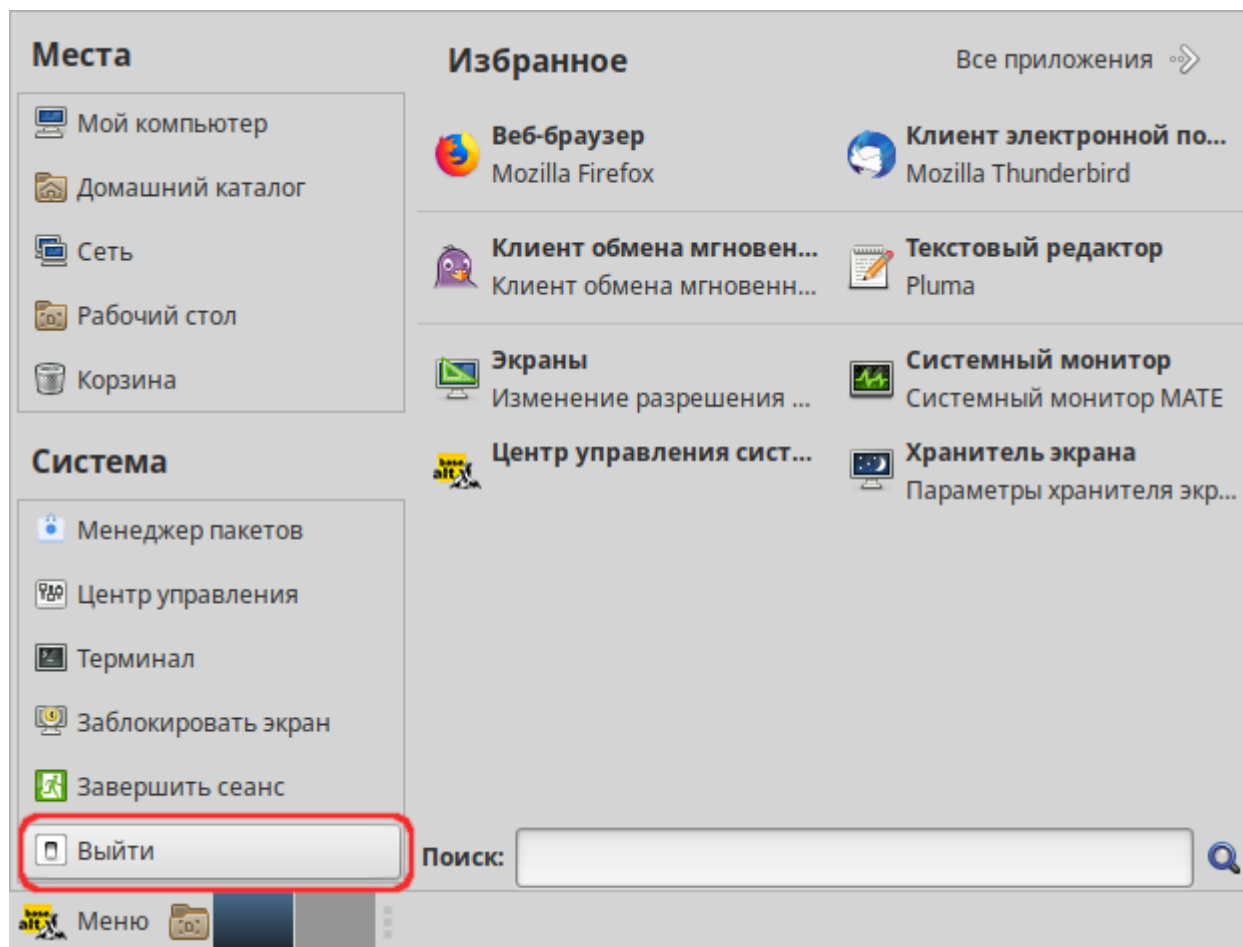 Места
Мой компьютер
Домашний каталог
Сеть
Рабочий стол
Корзина
Система
Менеджер пакетов
Центр управления
Терминал
Заблокировать экран
Завершить сеанс
Выйти
Избранное
Все приложения
Веб-браузер
Mozilla Firefox
Клиент электронной по...
Mozilla Thunderbird
Клиент обмена мгновен...
Клиент обмена мгновенн...
Текстовый редактор
Pluma
Экраны
Изменение разрешения ...
Системный монитор
Системный монитор MATE
Центр управления сист...
Хранитель экрана
Параметры хранителя экр...
Поиск:
Меню